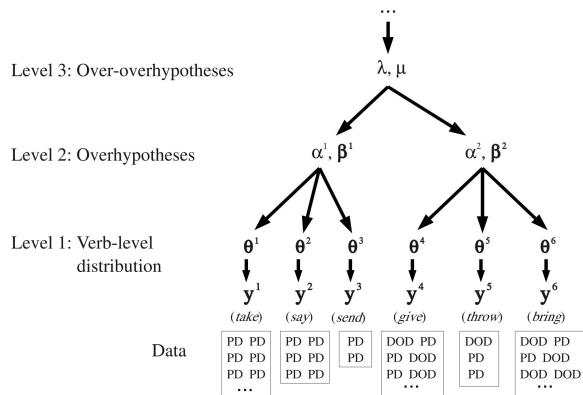 ...
Level 3: Over-overhypotheses λ, μ
Level 2: Overhypotheses α¹, β¹ α², β²
Level 1: Verb-level distribution θ¹ θ² θ³ θ⁴ θ⁵ θ⁶
y¹ y² y³ y⁴ y⁵ y⁶
(take) (say) (send) (give) (throw) (bring)
Data
PD PD PD PD PD DOD PD DOD DOD PD
PD PD PD PD PD PD DOD PD PD DOD
PD PD PD PD PD PD PD DOD DOD
... ... ...